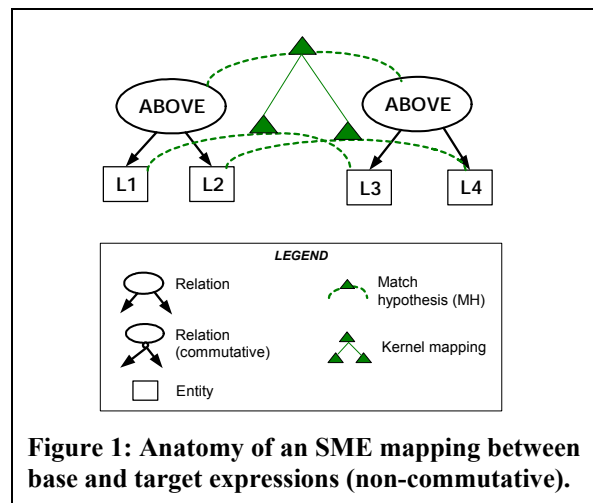 ABOVE
ABOVE
L1
L2
L3
L4
LEGEND
Relation
Match
hypothesis (MH)
Relation
(commutative)
Kernel mapping
Entity
Figure 1: Anatomy of an SME mapping between
base and target expressions (non-commutative).